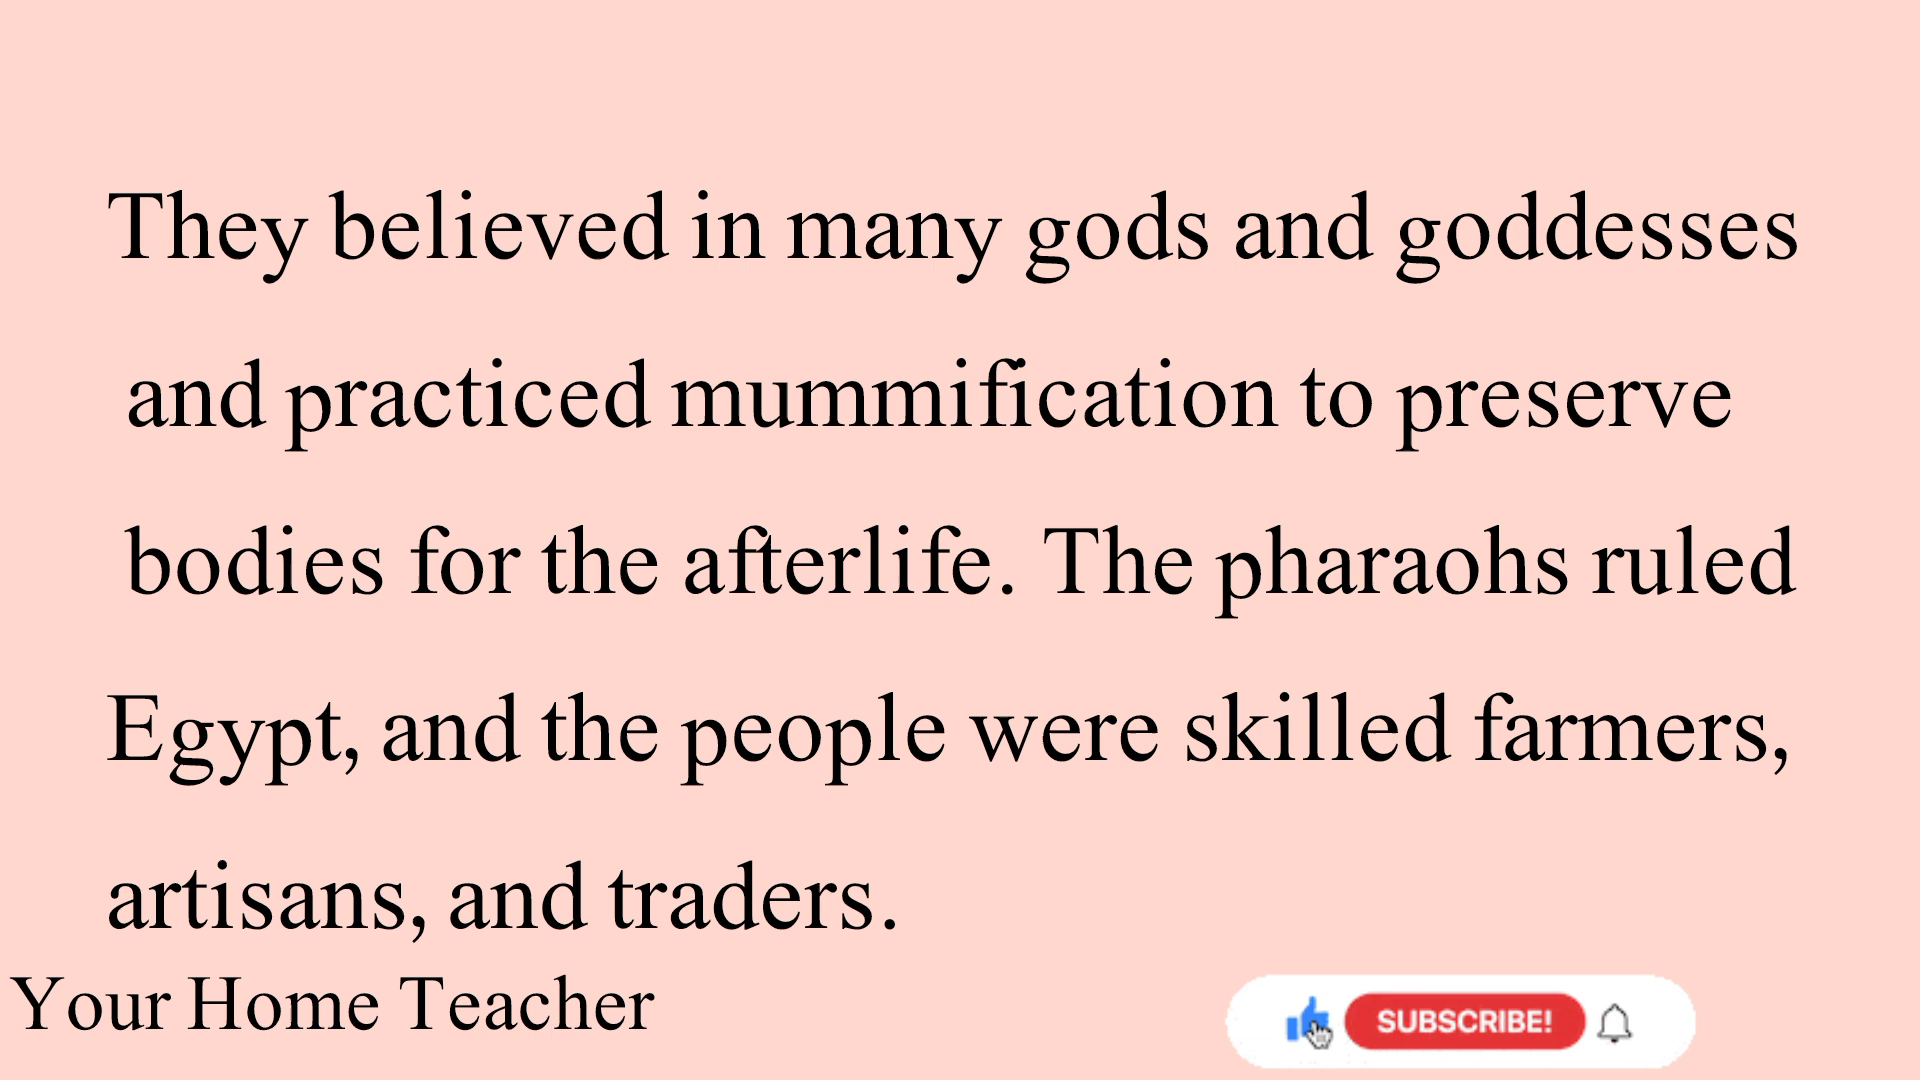 They believed in many gods and goddesses
and practiced mummification to preserve
bodies for the afterlife. The pharaohs ruled
Egypt, and the people were skilled farmers,
artisans, and traders.
Your Home Teacher
SUBSCRIBE!